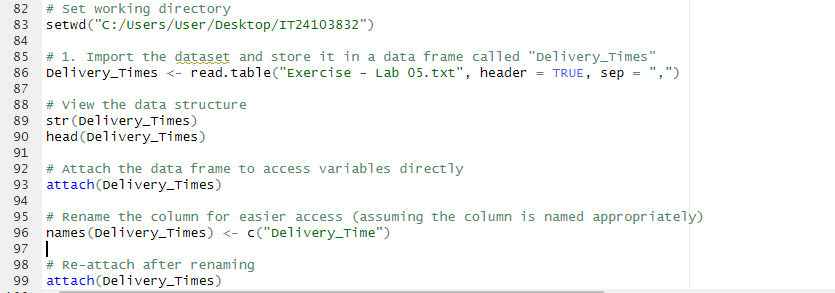 82 # Set working directory
83 setwd("C:/Users/User/Desktop/IT24103832")
84
85 # 1. Import the dataset and store it in a data frame called "Delivery_Times"
86 Delivery_Times <- read.table("Exercise - Lab 05.txt", header = TRUE, sep = ",")
87
88 # View the data structure
89 str(Delivery_Times)
90 head(Delivery_Times)
91
92 # Attach the data frame to access variables directly
93 attach(Delivery_Times)
94
95 # Rename the column for easier access (assuming the column is named appropriately)
96 names(Delivery_Times) <- c("Delivery_Time")
97
98 # Re-attach after renaming
99 attach(Delivery_Times)